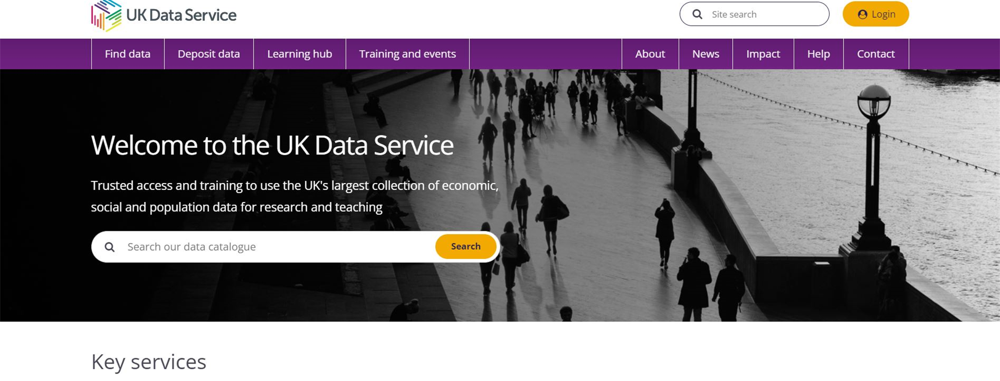 UK Data Service
Site search
Login
Find data
Deposit data
Learning hub
Training and events
About
News
Impact
Help
Contact
Welcome to the UK Data Service
Trusted access and training to use the UK's largest collection of economic,
social and population data for research and teaching
Search our data catalogue
Search
Key services